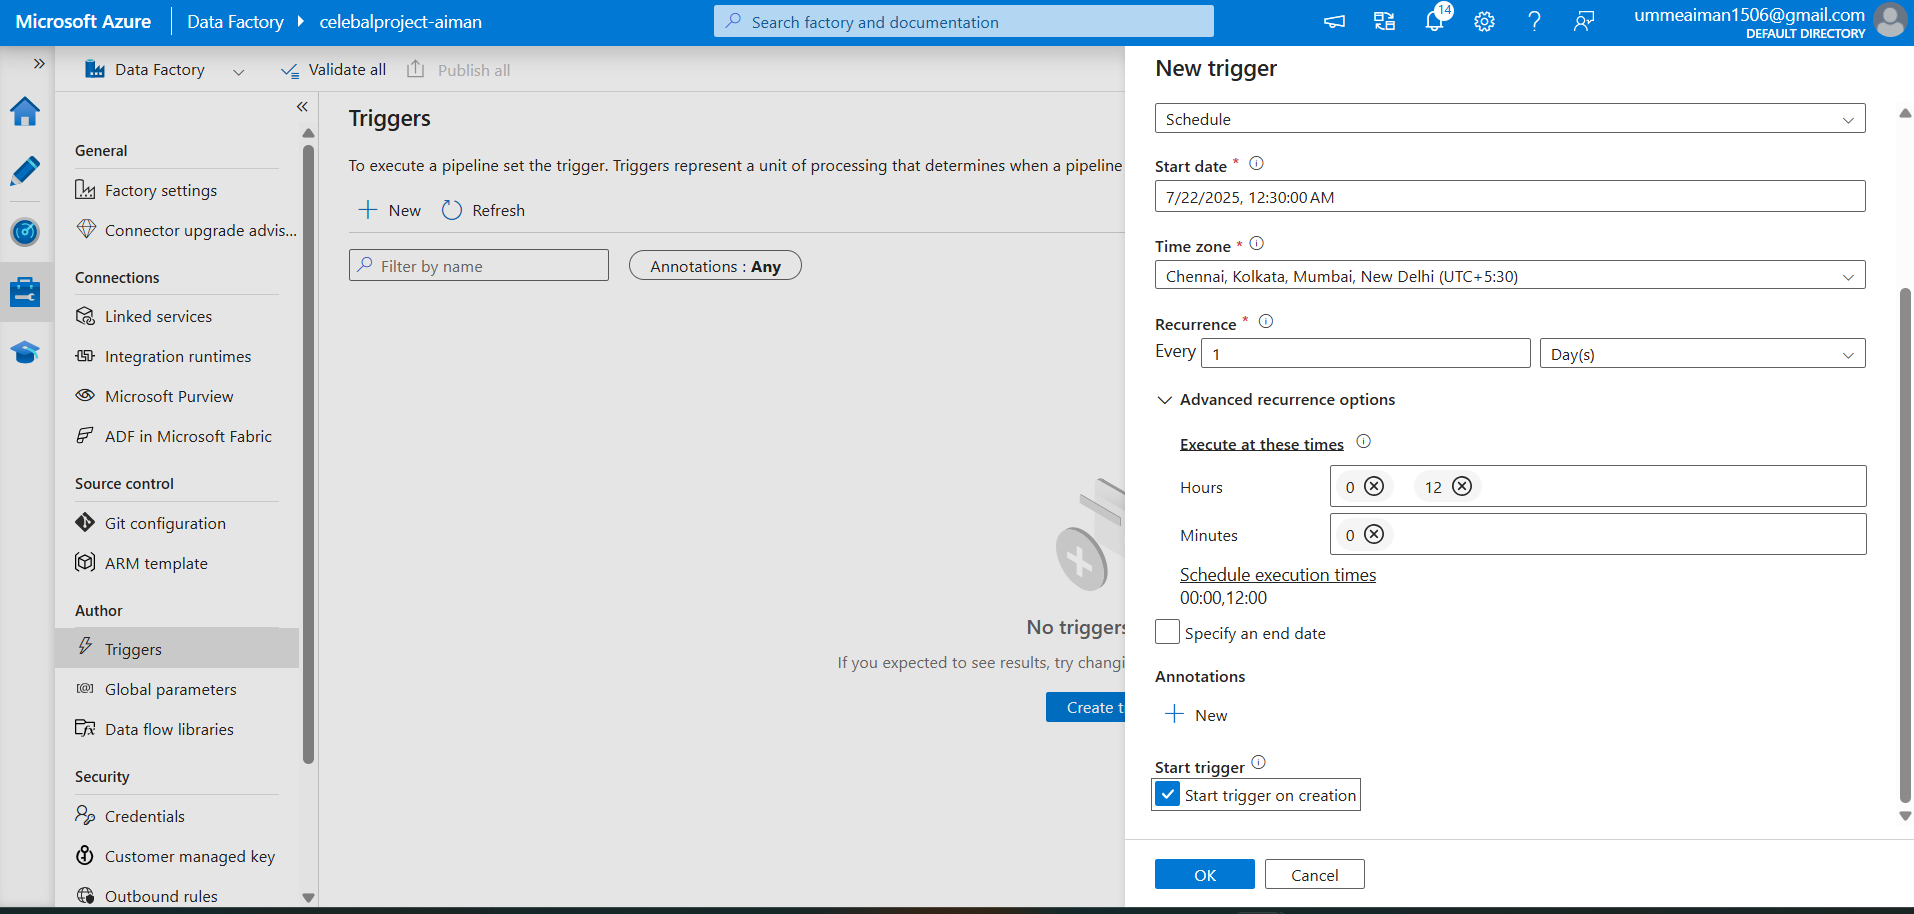 Microsoft Azure
Data Factory
celebalproject-aiman
Search factory and documentation
14
ummeaiman1506@gmail.com
DEFAULT DIRECTORY
Data Factory
Validate all
Publish all
General
Factory settings
Connector upgrade advis...
Connections
Linked services
Integration runtimes
Microsoft Purview
ADF in Microsoft Fabric
Source control
Git configuration
ARM template
Author
Triggers
Global parameters
Data flow libraries
Security
Credentials
Customer managed key
Outbound rules
Triggers
To execute a pipeline set the trigger. Triggers represent a unit of processing that determines when a pipeline
New
Refresh
Filter by name
Annotations : Any
No triggers
If you expected to see results, try changi
Create t
New trigger
Schedule
Start date *
7/22/2025, 12:30:00 AM
Time zone *
Chennai, Kolkata, Mumbai, New Delhi (UTC+5:30)
Recurrence *
Every 1 Day(s)
Advanced recurrence options
Execute at these times
Hours 0 12
Minutes 0
Schedule execution times
00:00,12:00
Specify an end date
Annotations
New
Start trigger
Start trigger on creation
OK
Cancel